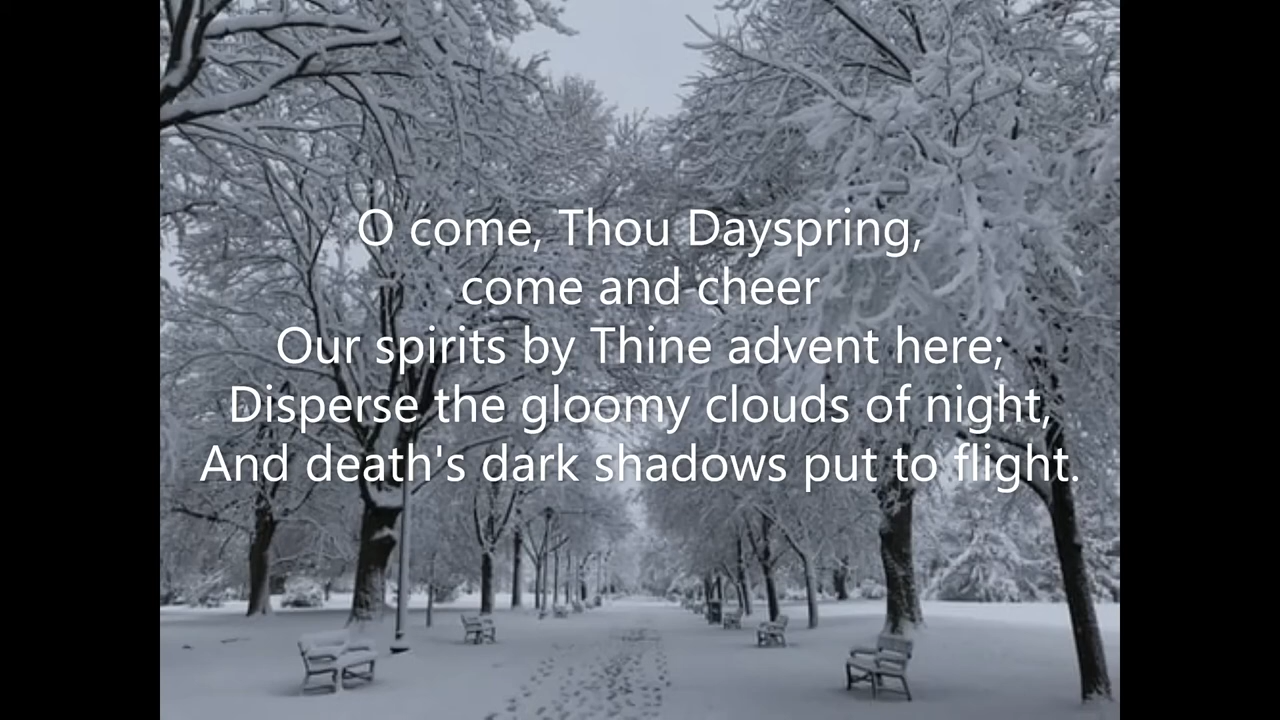 O come, Thou Dayspring,
come and cheer
Our spirits by Thine advent here;
Disperse the gloomy clouds of night,
And death's dark shadows put to flight.